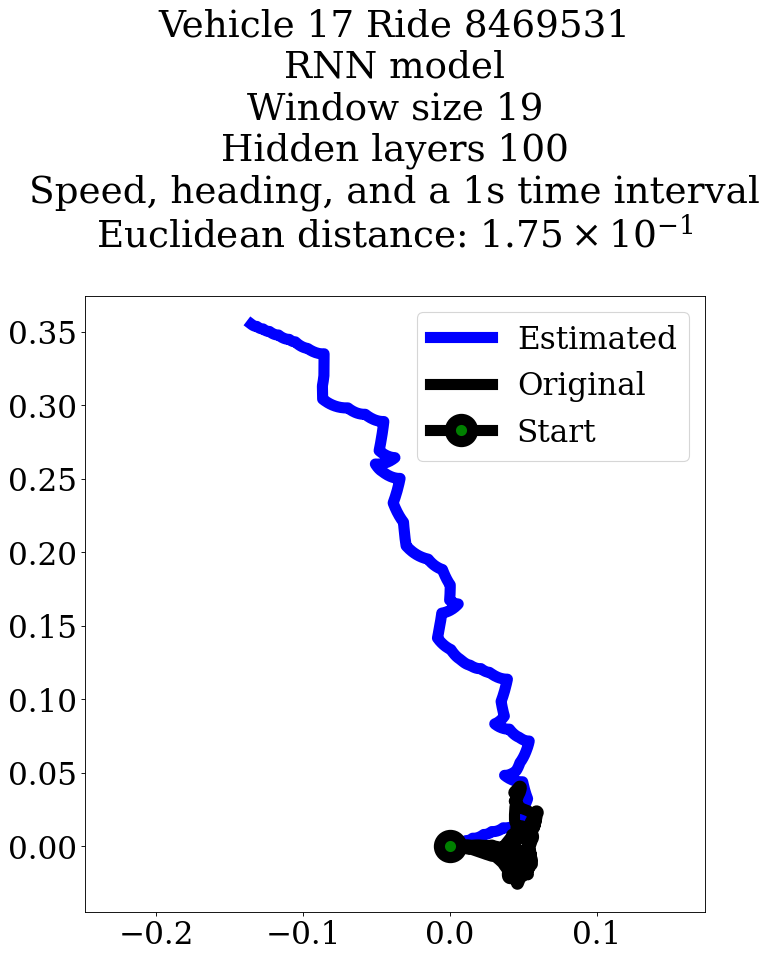 Vehicle 17 Ride 8469531
RNN model
Window size 19
Hidden layers 100
Speed, heading, and a 1s time interval
Euclidean distance: 1.75 × 10⁻¹
Estimated
Original
Start
0.35
0.30
0.25
0.20
0.15
0.10
0.05
0.00
−0.2 −0.1 0.0 0.1